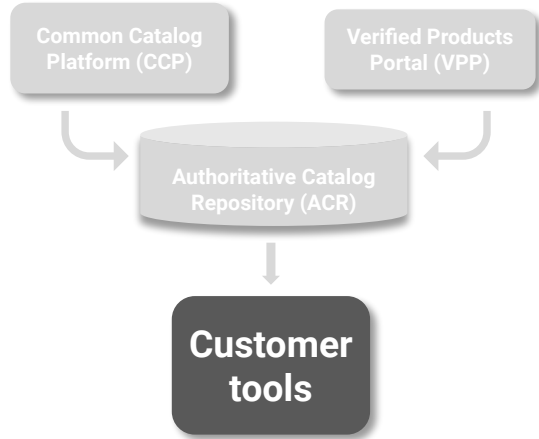 Common Catalog
Platform (CCP)
Verified Products
Portal (VPP)
Authoritative Catalog
Repository (ACR)
Customer
tools